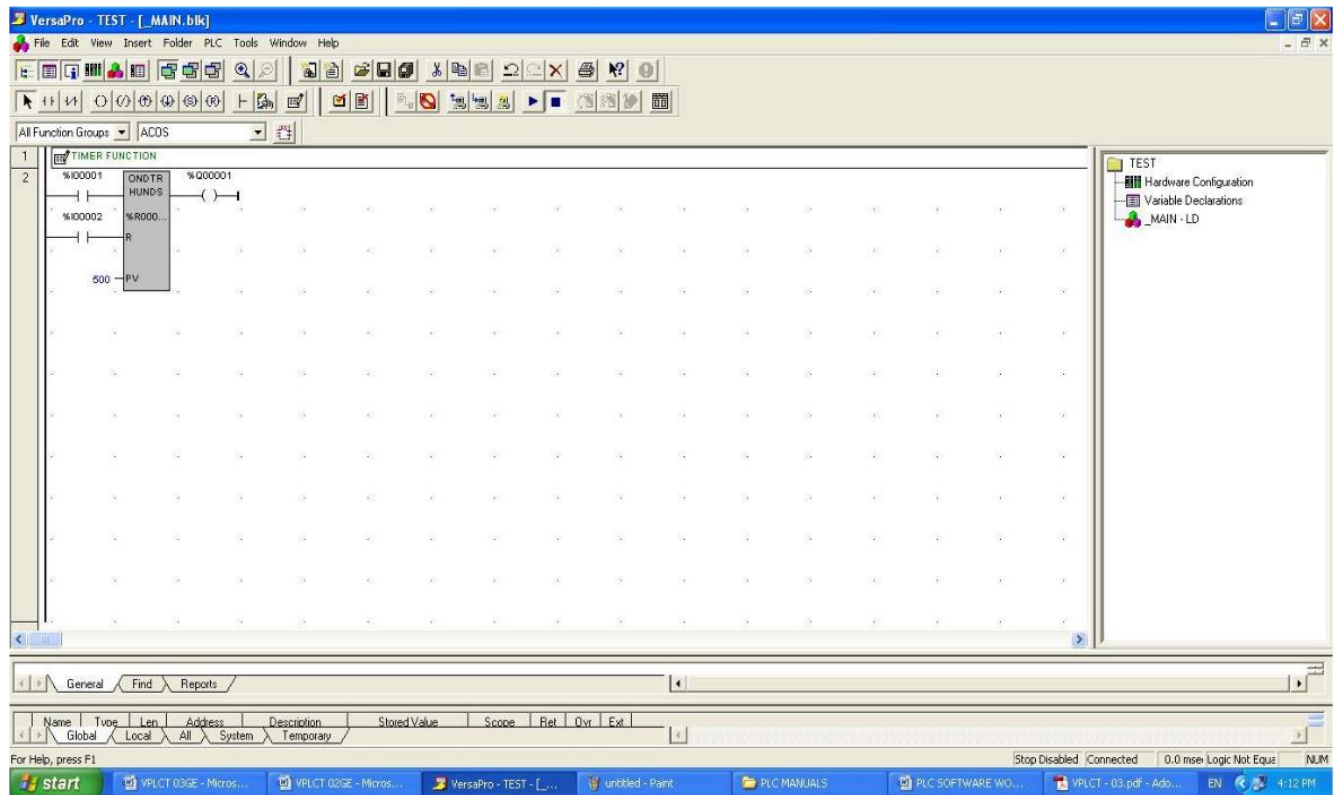 VersaPro - TEST - [_MAIN.blk]
File Edit View Insert Folder PLC Tools Window Help
All Function Groups ACOS
1 TIMER FUNCTION
2 %I00001 ONDTR HUNDS %Q00001
%I00002 %R000...
R
500 PV
TEST
Hardware Configuration
Variable Declarations
_MAIN - LD
General Find Reports
Name Type Len Address Description Stored Value Scope Ret Ovr Ext
Global Local All System Temporary
For Help, press F1 Stop Disabled Connected 0.0 mse Logic Not Equa NUM
start VPLCT 03GE - Micros... VPLCT 02GE - Micros... VersaPro - TEST - [_... untitled - Paint PLC MANUALS PLC SOFTWARE WO... VPLCT - 03.pdf - Ado... EN 4:12 PM